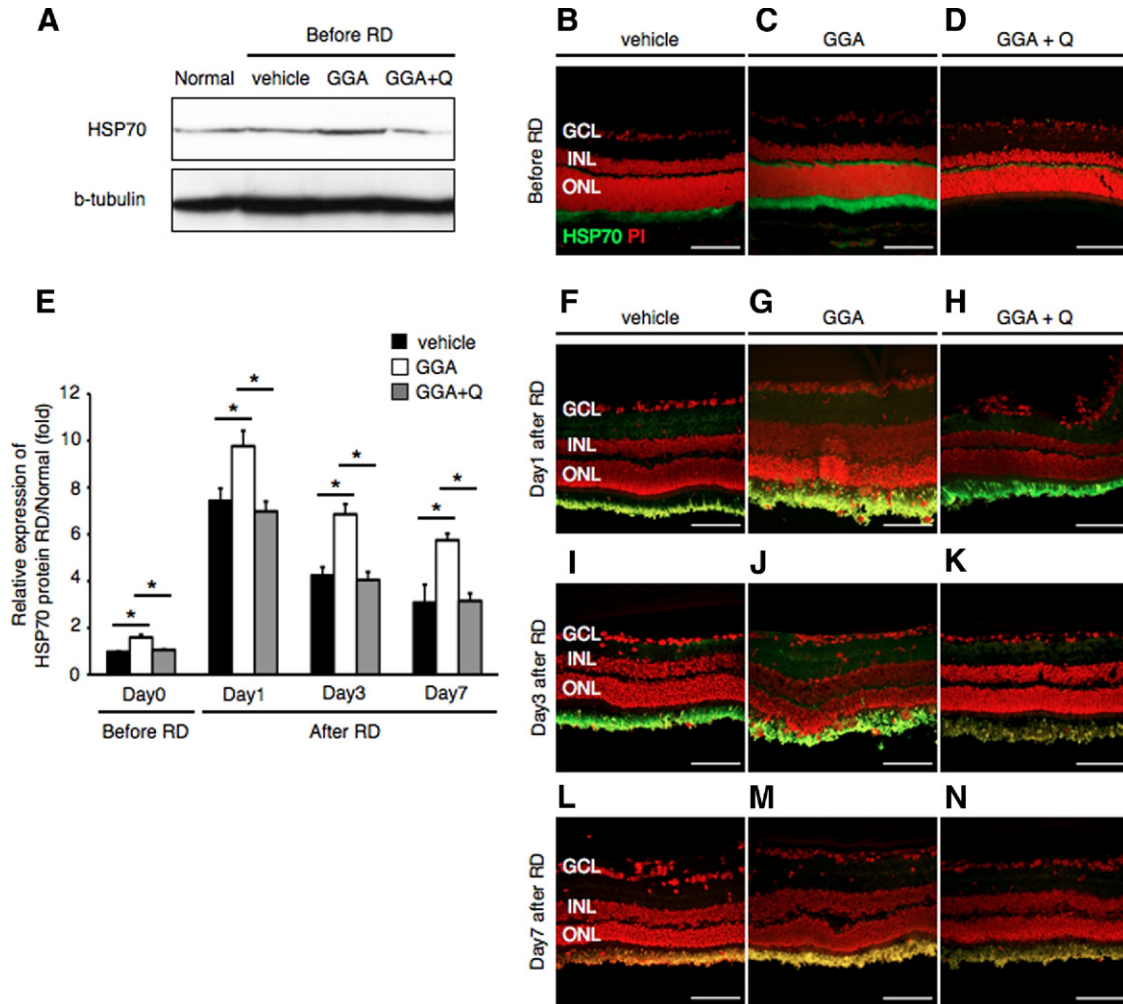 A
Before RD
Normal vehicle GGA GGA+Q
HSP70
b-tubulin
B C D
vehicle GGA GGA + Q
Before RD
GCL
INL
ONL
HSP70 PI
E
vehicle
GGA
GGA+Q
Relative expression of
HSP70 protein RD/Normal (fold)
12
10
8
6
4
2
0
* * * * * * * *
Day0 Day1 Day3 Day7
Before RD After RD
F G H
vehicle GGA GGA + Q
Day1 after RD
GCL
INL
ONL
I J K
Day3 after RD
GCL
INL
ONL
L M N
Day7 after RD
GCL
INL
ONL